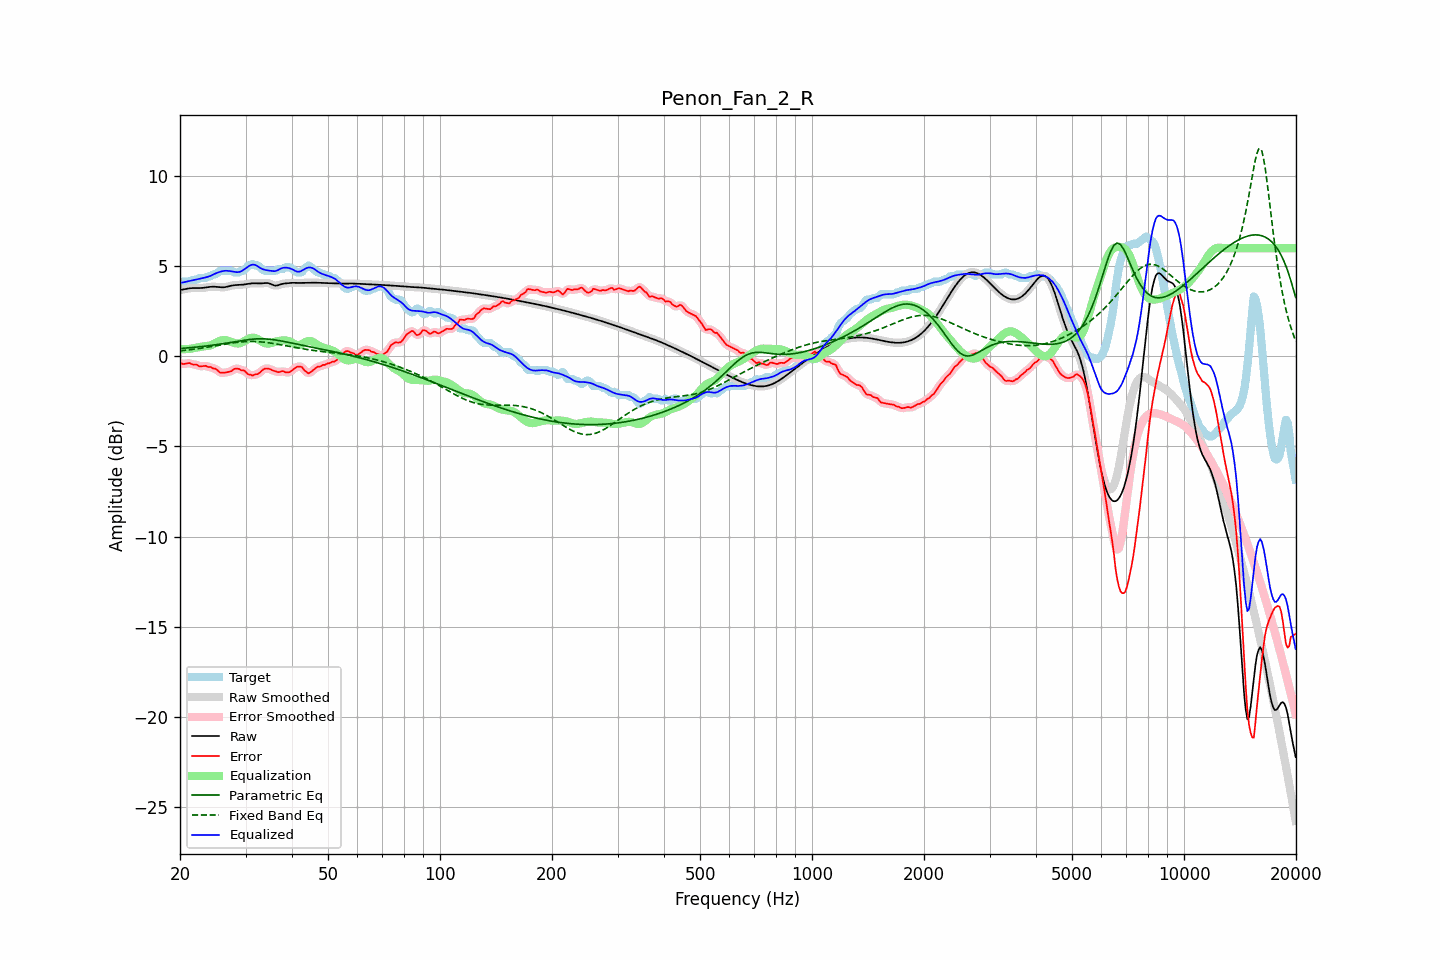 Penon_Fan_2_R
10
5
0
−5
−10
−15
−20
−25
Amplitude (dBr)
Target
Raw Smoothed
Error Smoothed
Raw
Error
Equalization
Parametric Eq
Fixed Band Eq
Equalized
20 50 100 200 500 1000 2000 5000 10000 20000
Frequency (Hz)